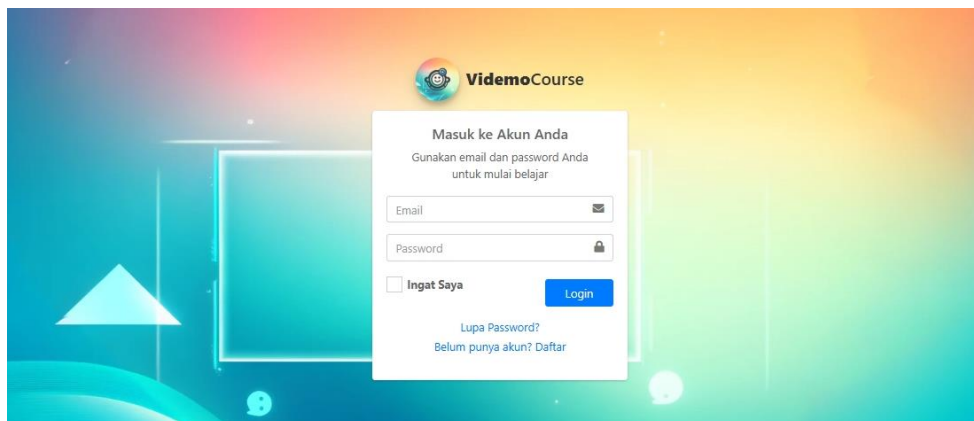 VidemoCourse
Masuk ke Akun Anda
Gunakan email dan password Anda
untuk mulai belajar
Email
Password
Ingat Saya
Login
Lupa Password?
Belum punya akun? Daftar